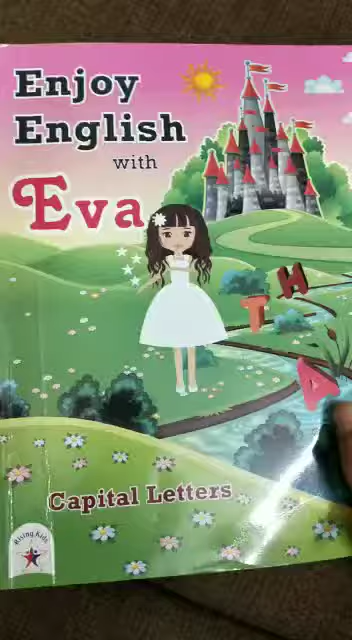 Enjoy
English
with
Eva
H
T
A
Capital Letters
Rising Kids